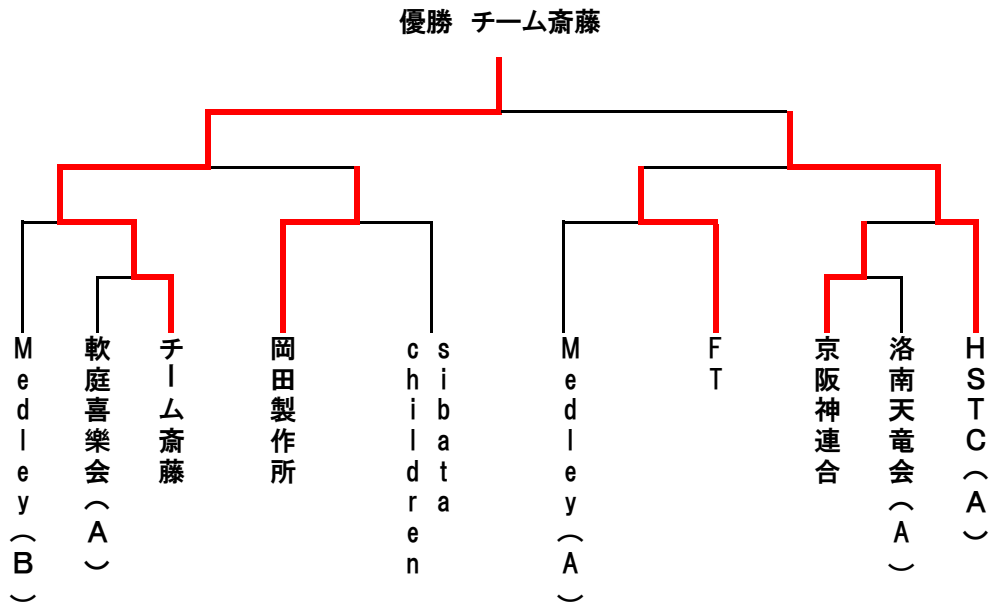 優勝 チーム斎藤
Medley(B)
軟庭喜樂会(A)
チーム斎藤
岡田製作所
sibata
children
Medley(A)
FT
京阪神連合
洛南天竜会(A)
HSTC(A)